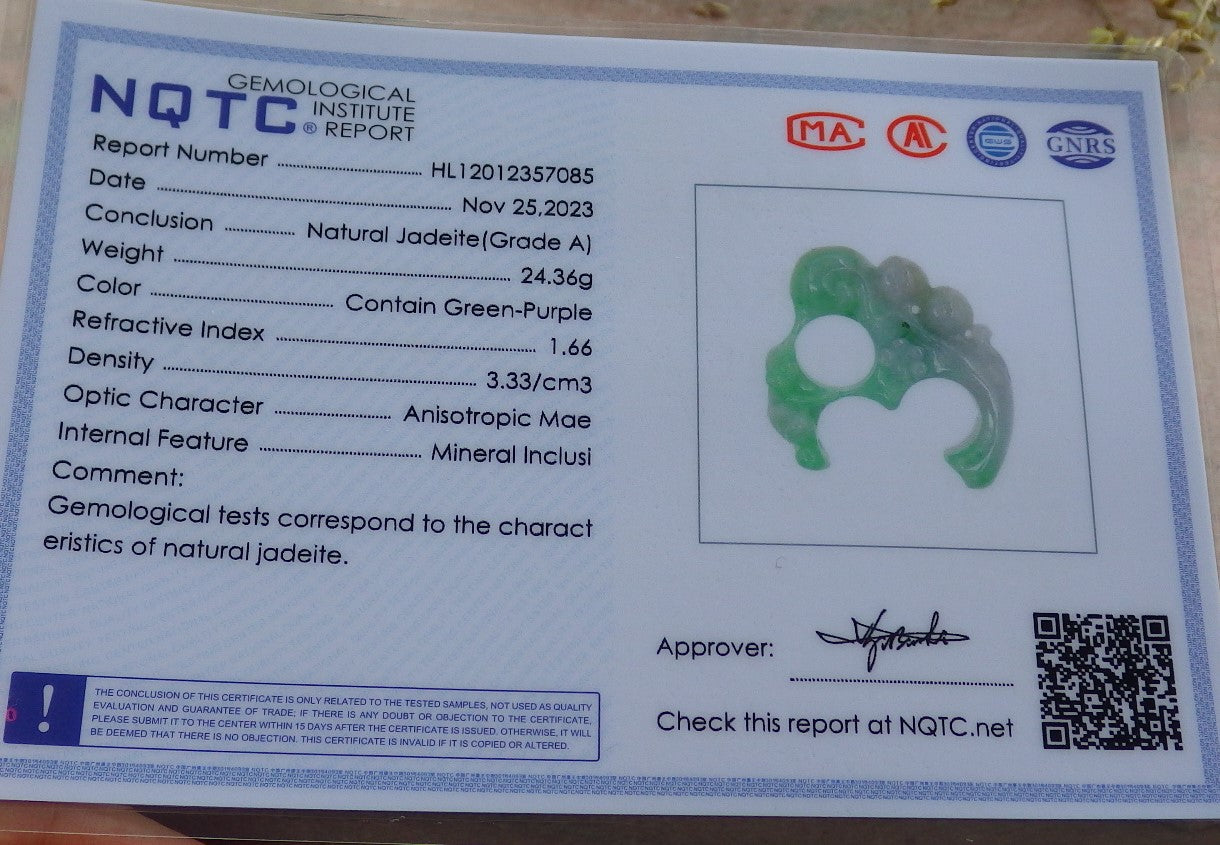 NQTC® GEMOLOGICAL
INSTITUTE
REPORT
Report Number HL12012357085
Date Nov 25,2023
Conclusion Natural Jadeite(Grade A)
Weight 24.36g
Color Contain Green-Purple
Refractive Index 1.66
Density 3.33/cm3
Optic Character Anisotropic Mae
Internal Feature Mineral Inclusi
Comment:
Gemological tests correspond to the charact
eristics of natural jadeite.
! THE CONCLUSION OF THIS CERTIFICATE IS ONLY RELATED TO THE TESTED SAMPLES, NOT USED AS QUALITY
EVALUATION AND GUARANTEE OF TRADE; IF THERE IS ANY DOUBT OR OBJECTION TO THE CERTIFICATE,
PLEASE SUBMIT IT TO THE CENTER WITHIN 15 DAYS AFTER THE CERTIFICATE IS ISSUED. OTHERWISE, IT WILL
BE DEEMED THAT THERE IS NO OBJECTION. THIS CERTIFICATE IS INVALID IF IT IS COPIED OR ALTERED.
MA
GNRS
Approver:
Check this report at NQTC.net